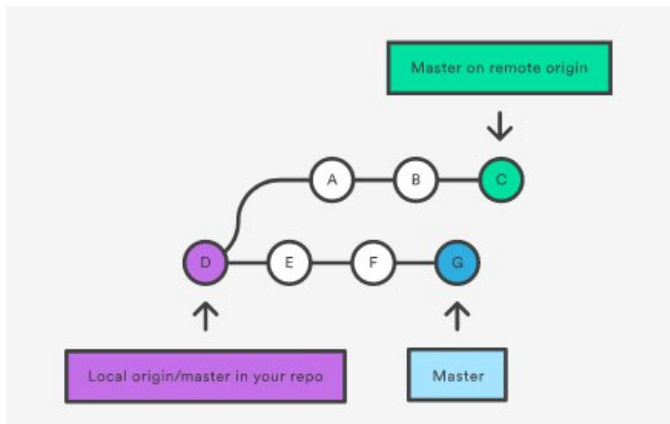 Master on remote origin
A
B
C
D
E
F
G
Local origin/master in your repo
Master